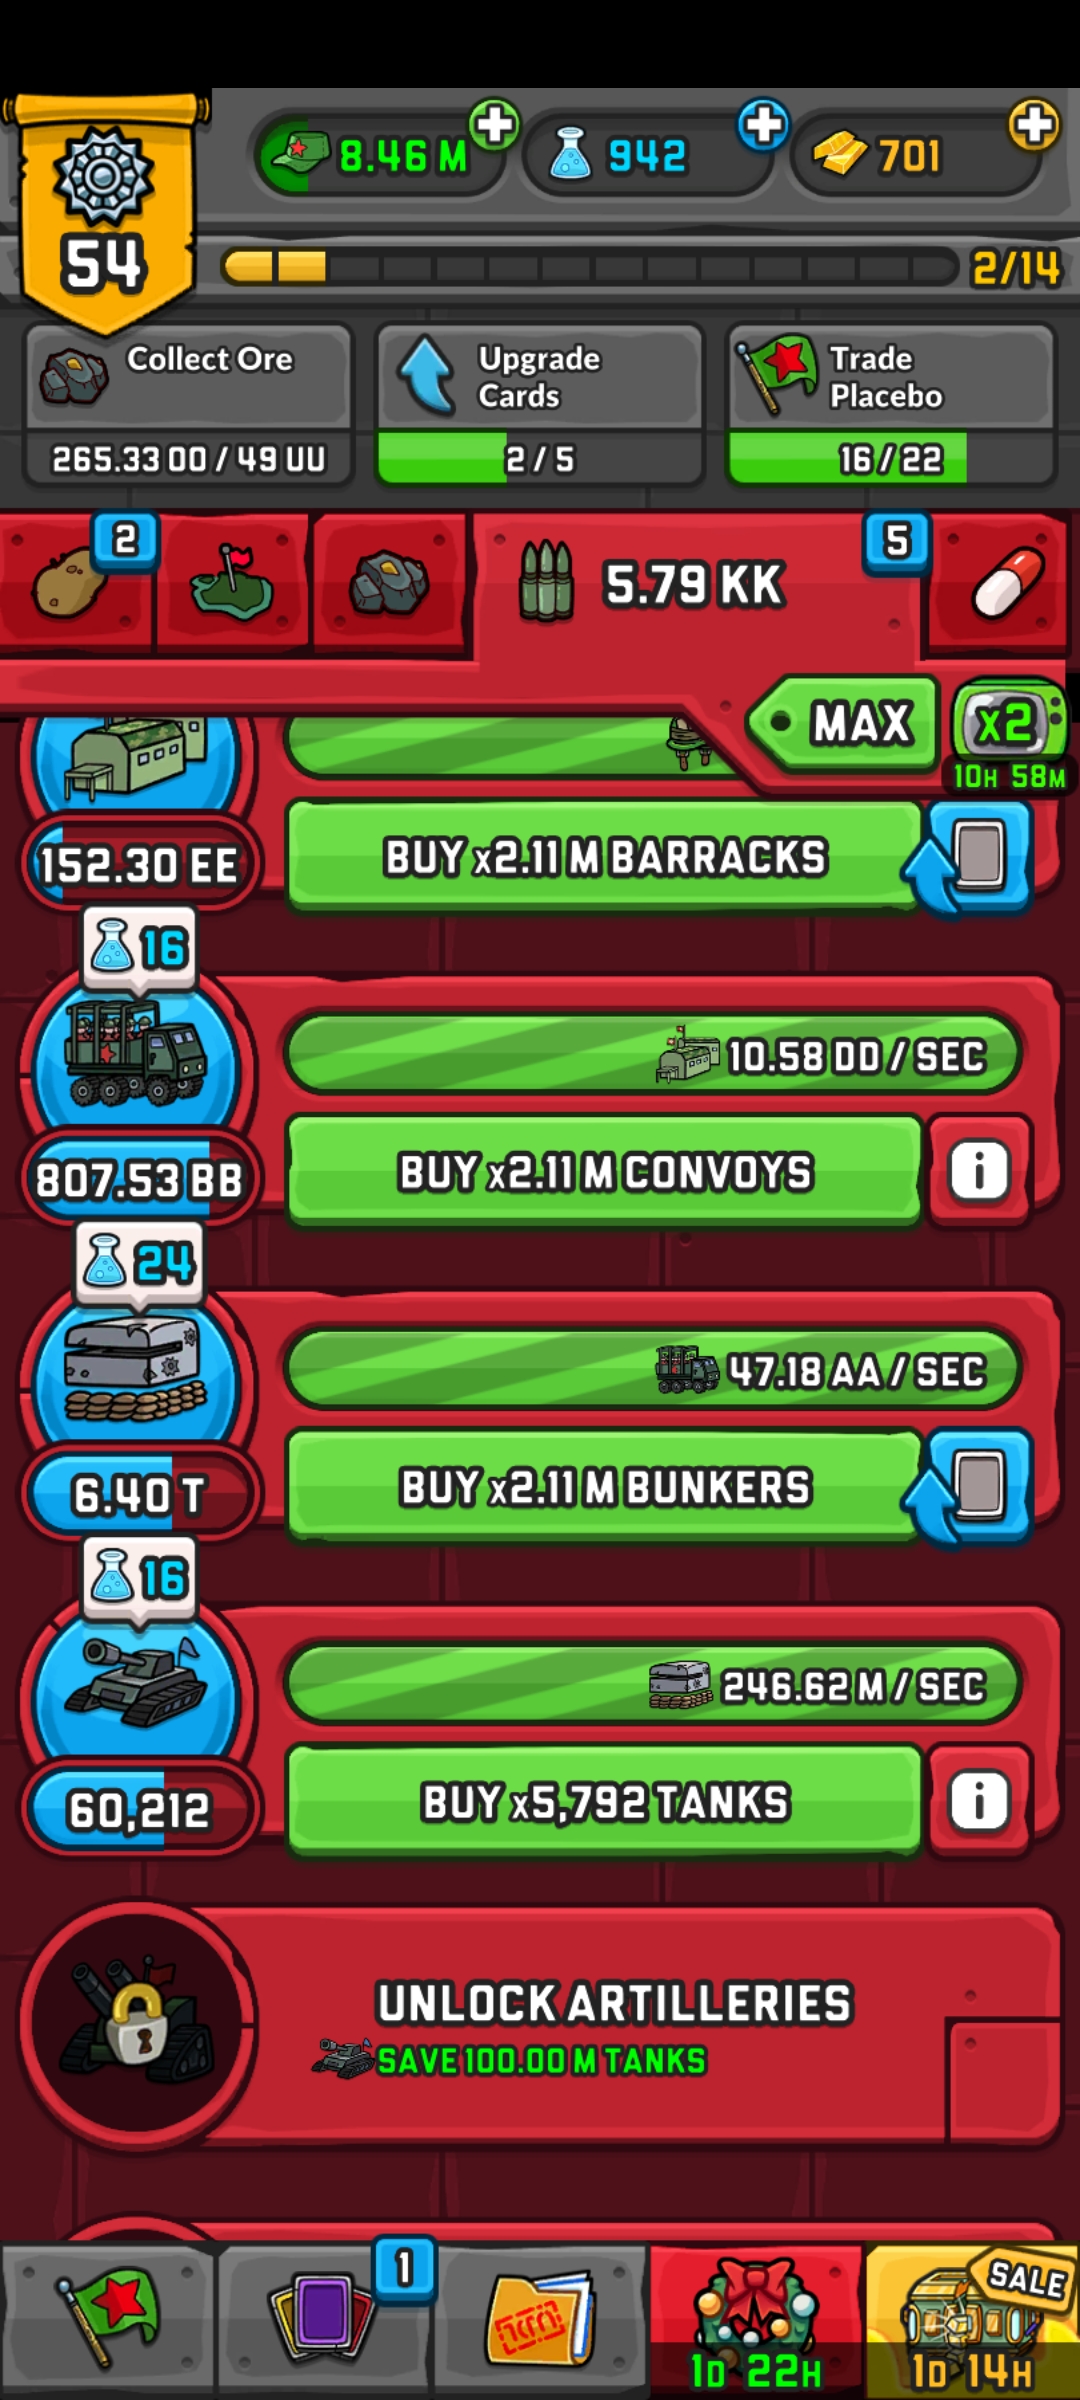 8.46 M
942
701
54
2/14
Collect Ore
265.33 OO / 49 UU
Upgrade
Cards
2 / 5
Trade
Placebo
16 / 22
2
5.79 KK
5
MAX
x2
10H 58M
152.30 EE
BUY x2.11 M BARRACKS
16
10.58 DD / SEC
807.53 BB
BUY x2.11 M CONVOYS
i
24
47.18 AA / SEC
6.40 T
BUY x2.11 M BUNKERS
16
246.62 M / SEC
60,212
BUY x5,792 TANKS
i
UNLOCK ARTILLERIES
SAVE 100.00 M TANKS
1
SALE
1D 22H
1D 14H